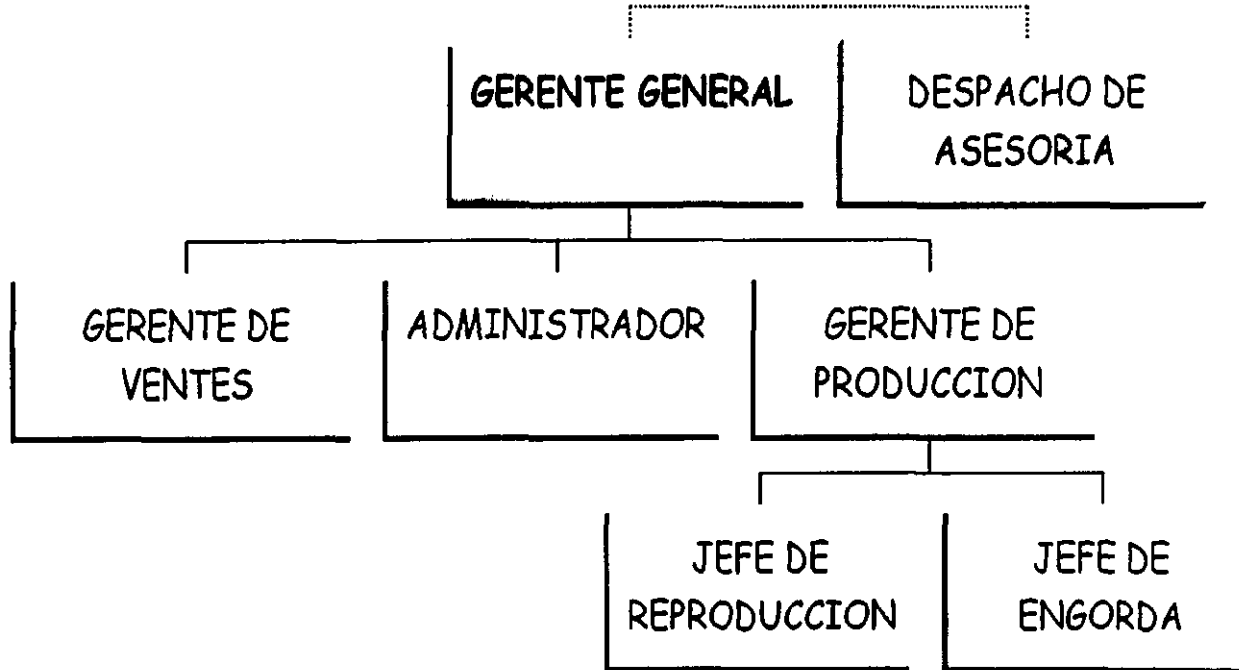 GERENTE GENERAL
DESPACHO DE
ASESORIA
GERENTE DE
VENTES
ADMINISTRADOR
GERENTE DE
PRODUCCION
JEFE DE
REPRODUCCION
JEFE DE
ENGORDA